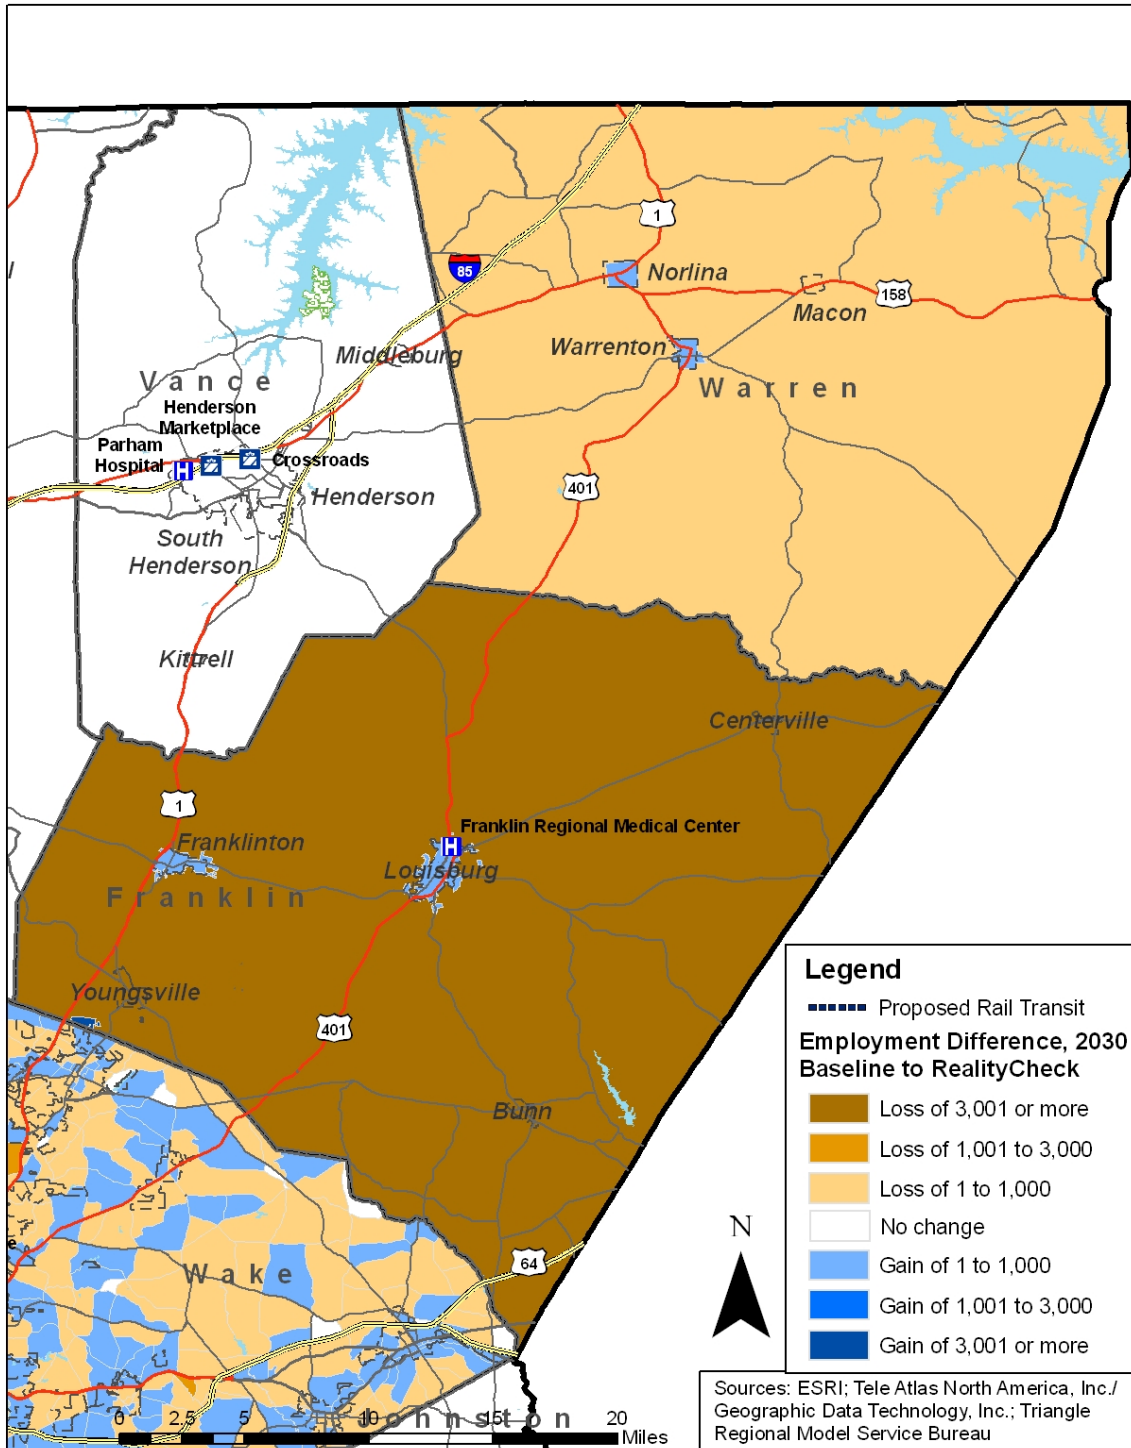 1
85
Norlina
158
Macon
Middleburg
Warrenton
Vance
Warren
Henderson
Marketplace
Parham
Hospital
H
Crossroads
401
Henderson
South
Henderson
Kittrell
Centerville
1
Franklin Regional Medical Center
H
Franklinton
Louisburg
Franklin
Youngsville
401
Bunn
64
Wake
Johnston
0 2.5 5 10 15 20
Miles
N
Legend
Proposed Rail Transit
Employment Difference, 2030
Baseline to RealityCheck
Loss of 3,001 or more
Loss of 1,001 to 3,000
Loss of 1 to 1,000
No change
Gain of 1 to 1,000
Gain of 1,001 to 3,000
Gain of 3,001 or more
Sources: ESRI; Tele Atlas North America, Inc./
Geographic Data Technology, Inc.; Triangle
Regional Model Service Bureau